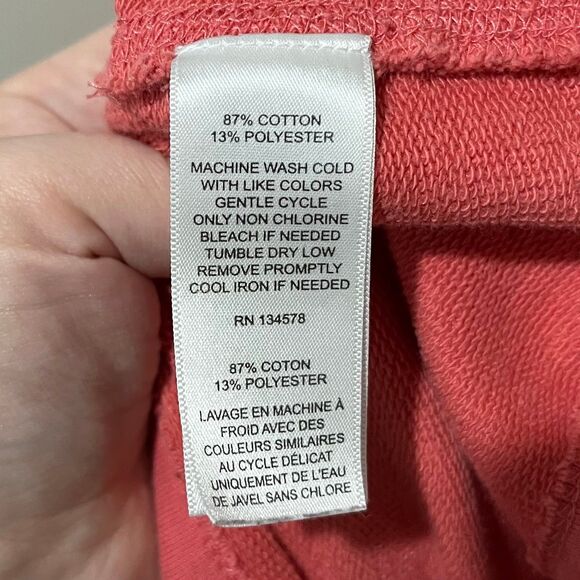 87% COTTON
13% POLYESTER
MACHINE WASH COLD
WITH LIKE COLORS
GENTLE CYCLE
ONLY NON CHLORINE
BLEACH IF NEEDED
TUMBLE DRY LOW
REMOVE PROMPTLY
COOL IRON IF NEEDED
RN 134578
87% COTON
13% POLYESTER
LAVAGE EN MACHINE À
FROID AVEC DES
COULEURS SIMILAIRES
AU CYCLE DÉLICAT
UNIQUEMENT DE L'EAU
DE JAVEL SANS CHLORE